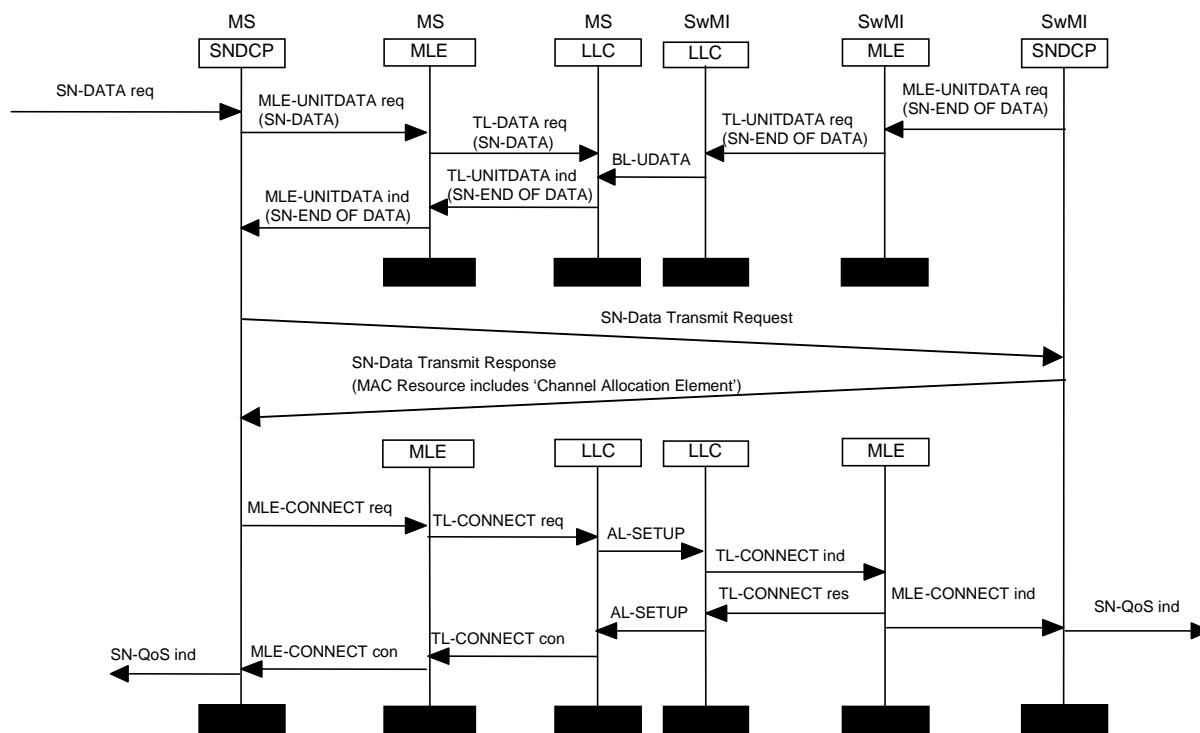 MS MS MS SwMI SwMI SwMI
SNDCP MLE LLC LLC MLE SNDCP
SN-DATA req
MLE-UNITDATA req
(SN-DATA)
TL-DATA req
(SN-DATA)
MLE-UNITDATA req
(SN-END OF DATA)
TL-UNITDATA req
(SN-END OF DATA)
BL-UDATA
TL-UNITDATA ind
(SN-END OF DATA)
MLE-UNITDATA ind
(SN-END OF DATA)
SN-Data Transmit Request
SN-Data Transmit Response
(MAC Resource includes ‘Channel Allocation Element’)
MLE LLC LLC MLE
MLE-CONNECT req
TL-CONNECT req
AL-SETUP
TL-CONNECT ind
TL-CONNECT res
MLE-CONNECT ind
SN-QoS ind
AL-SETUP
TL-CONNECT con
MLE-CONNECT con
SN-QoS ind